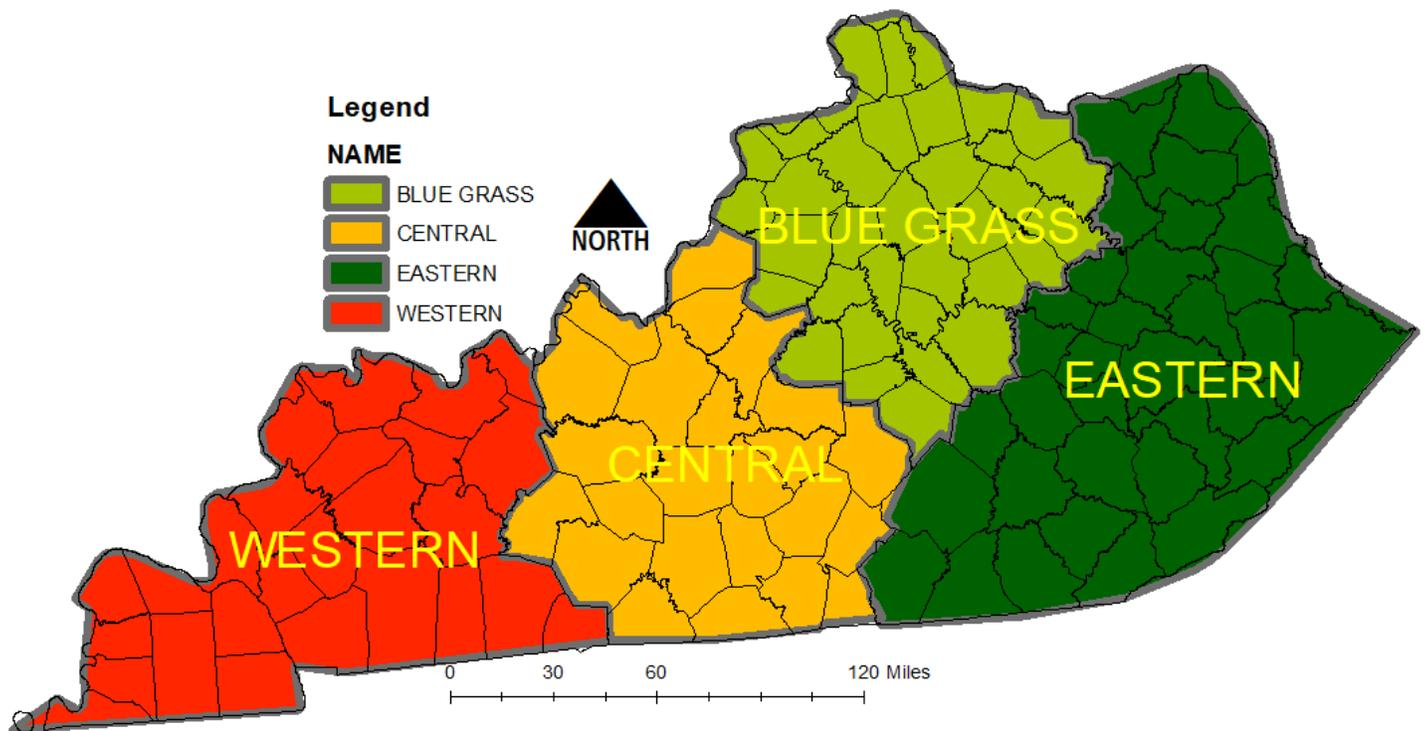 Legend
NAME
BLUE GRASS
CENTRAL
EASTERN
WESTERN
NORTH
BLUE GRASS
EASTERN
CENTRAL
WESTERN
0 30 60 120 Miles